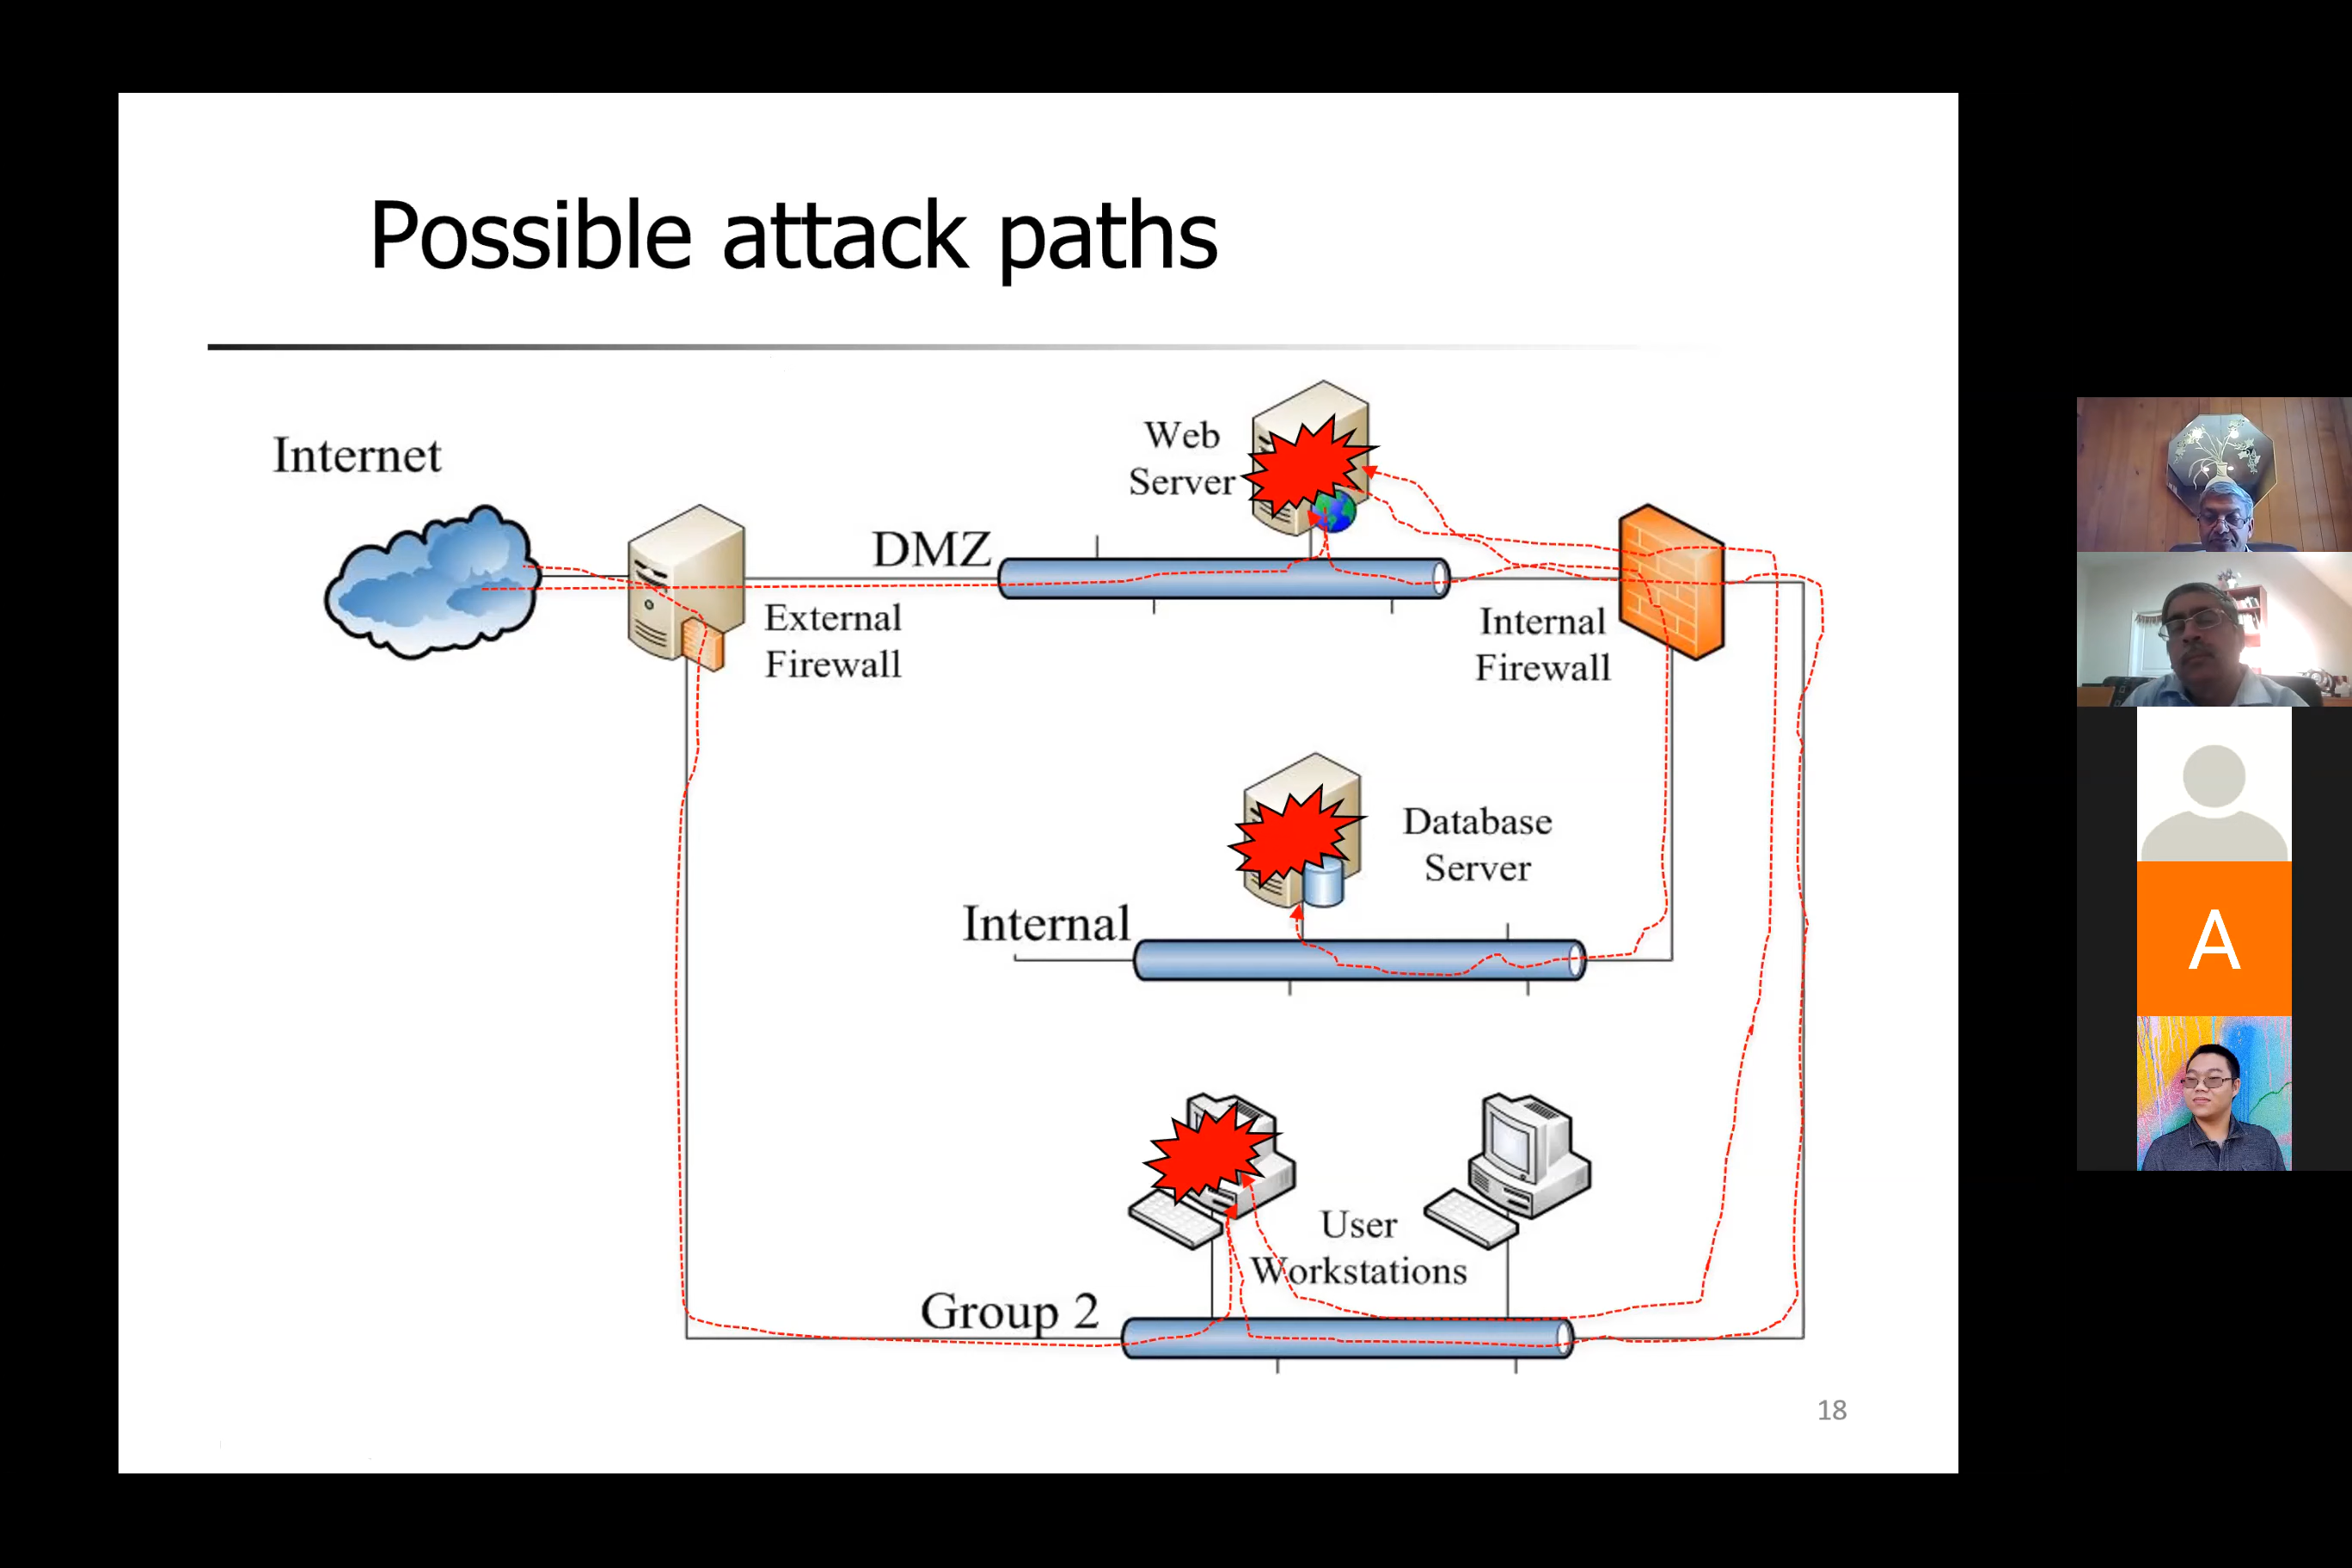 Possible attack paths
Internet
Web
Server
DMZ
External
Firewall
Internal
Firewall
Database
Server
Internal
User
Workstations
Group 2
18
A